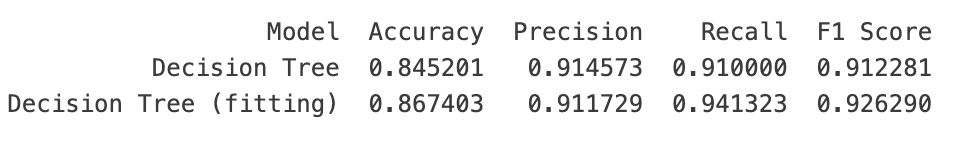 Model Accuracy Precision Recall F1 Score
Decision Tree 0.845201 0.914573 0.910000 0.912281
Decision Tree (fitting) 0.867403 0.911729 0.941323 0.926290